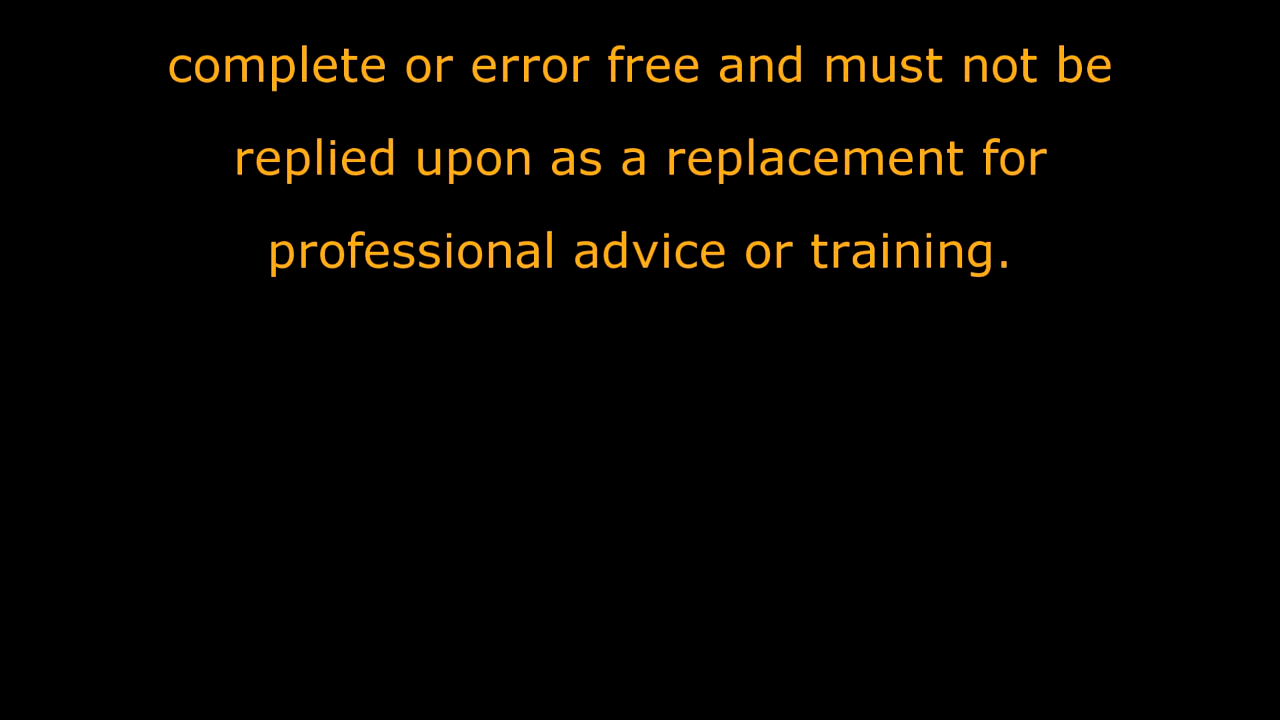 complete or error free and must not be
replied upon as a replacement for
professional advice or training.